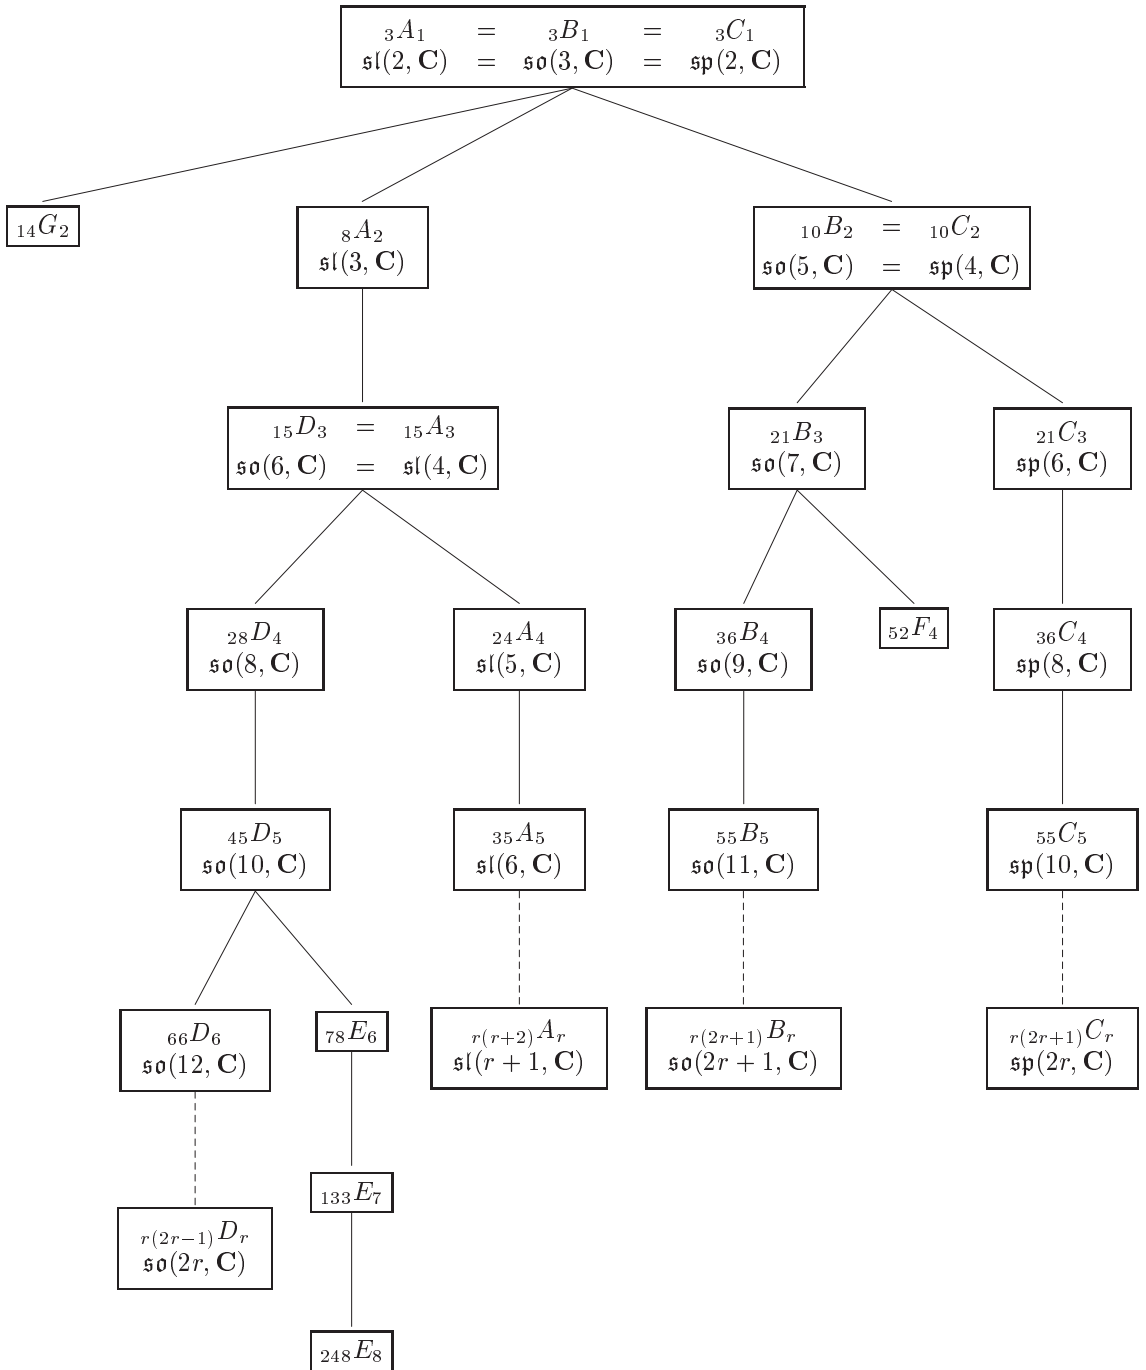 ₃A₁ = ₃B₁ = ₃C₁
𝔰𝔩(2, 𝐂) = 𝔰𝔬(3, 𝐂) = 𝔰𝔭(2, 𝐂)
₁₄G₂
₈A₂
𝔰𝔩(3, 𝐂)
₁₀B₂ = ₁₀C₂
𝔰𝔬(5, 𝐂) = 𝔰𝔭(4, 𝐂)
₁₅D₃ = ₁₅A₃
𝔰𝔬(6, 𝐂) = 𝔰𝔩(4, 𝐂)
₂₁B₃
𝔰𝔬(7, 𝐂)
₂₁C₃
𝔰𝔭(6, 𝐂)
₂₈D₄
𝔰𝔬(8, 𝐂)
₂₄A₄
𝔰𝔩(5, 𝐂)
₃₆B₄
𝔰𝔬(9, 𝐂)
₅₂F₄
₃₆C₄
𝔰𝔭(8, 𝐂)
₄₅D₅
𝔰𝔬(10, 𝐂)
₃₅A₅
𝔰𝔩(6, 𝐂)
₅₅B₅
𝔰𝔬(11, 𝐂)
₅₅C₅
𝔰𝔭(10, 𝐂)
₆₆D₆
𝔰𝔬(12, 𝐂)
₇₈E₆
ᵣ₍ᵣ₊₂₎Aᵣ
𝔰𝔩(r + 1, 𝐂)
ᵣ₍₂ᵣ₊₁₎Bᵣ
𝔰𝔬(2r + 1, 𝐂)
ᵣ₍₂ᵣ₊₁₎Cᵣ
𝔰𝔭(2r, 𝐂)
₁₃₃E₇
ᵣ₍₂ᵣ₋₁₎Dᵣ
𝔰𝔬(2r, 𝐂)
₂₄₈E₈